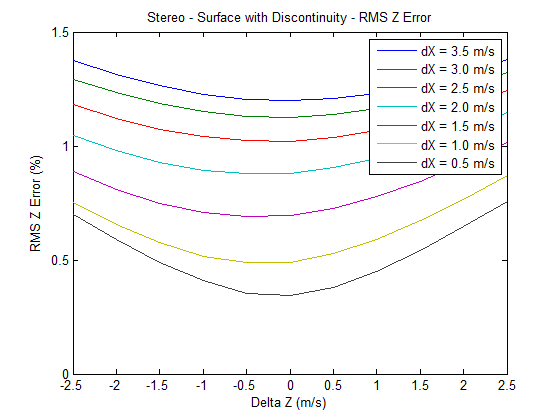 Stereo - Surface with Discontinuity - RMS Z Error
1.5
1
0.5
0
RMS Z Error (%)
dX = 3.5 m/s
dX = 3.0 m/s
dX = 2.5 m/s
dX = 2.0 m/s
dX = 1.5 m/s
dX = 1.0 m/s
dX = 0.5 m/s
-2.5 -2 -1.5 -1 -0.5 0 0.5 1 1.5 2 2.5
Delta Z (m/s)